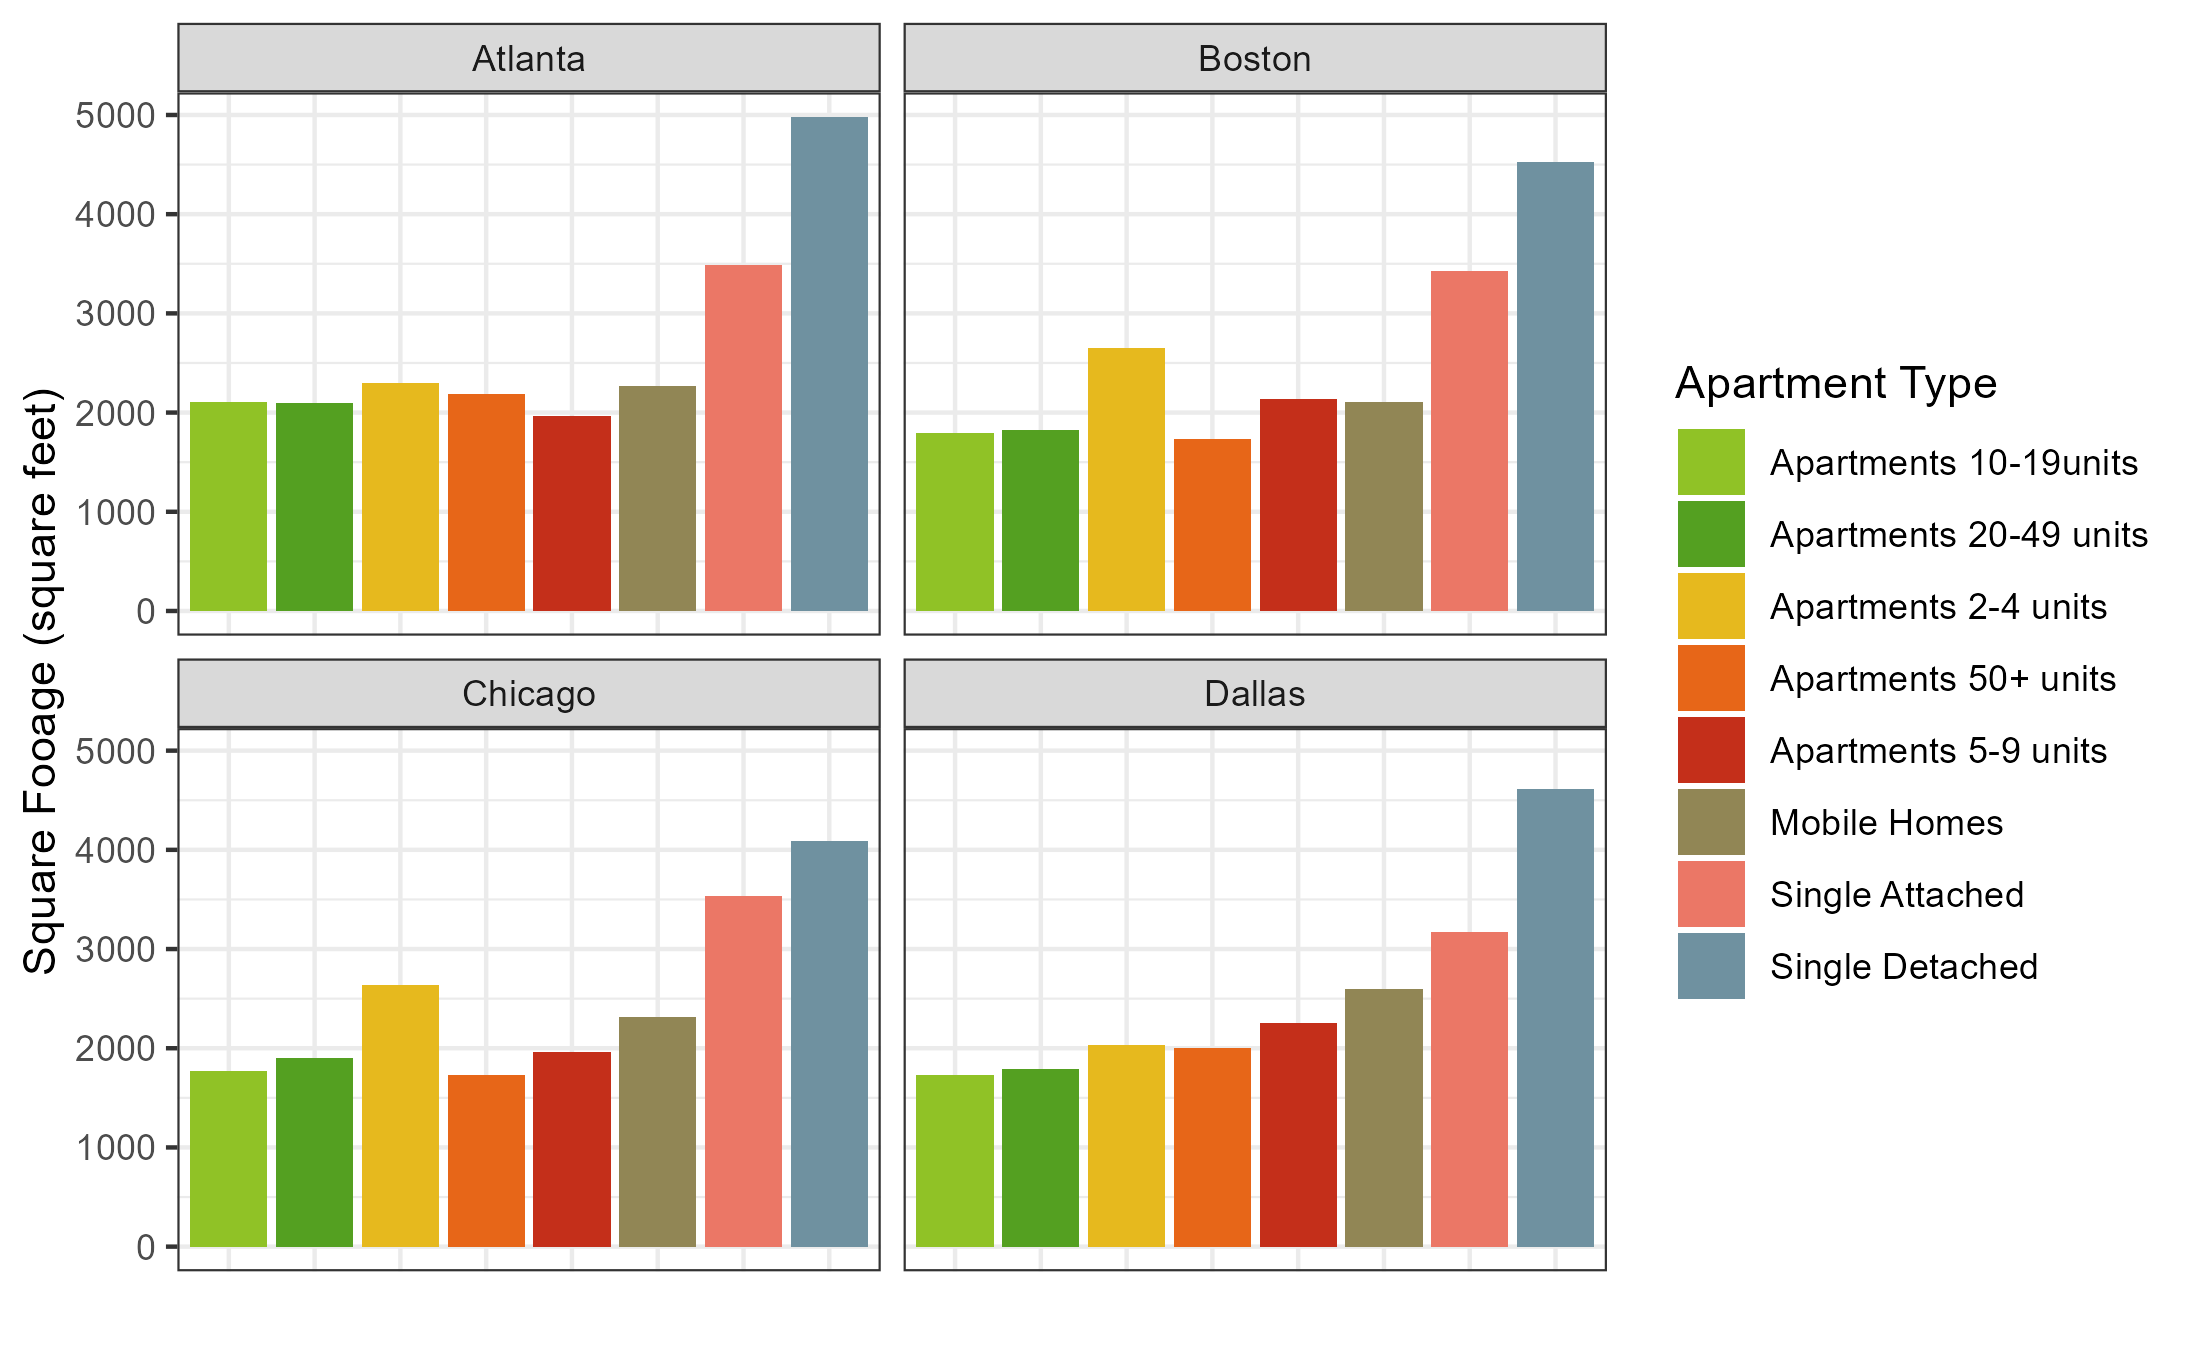 Atlanta
Boston
5000
4000
3000
2000
1000
0
Chicago
Dallas
5000
4000
3000
2000
1000
0
Square Fooage (square feet)
Apartment Type
Apartments 10-19units
Apartments 20-49 units
Apartments 2-4 units
Apartments 50+ units
Apartments 5-9 units
Mobile Homes
Single Attached
Single Detached